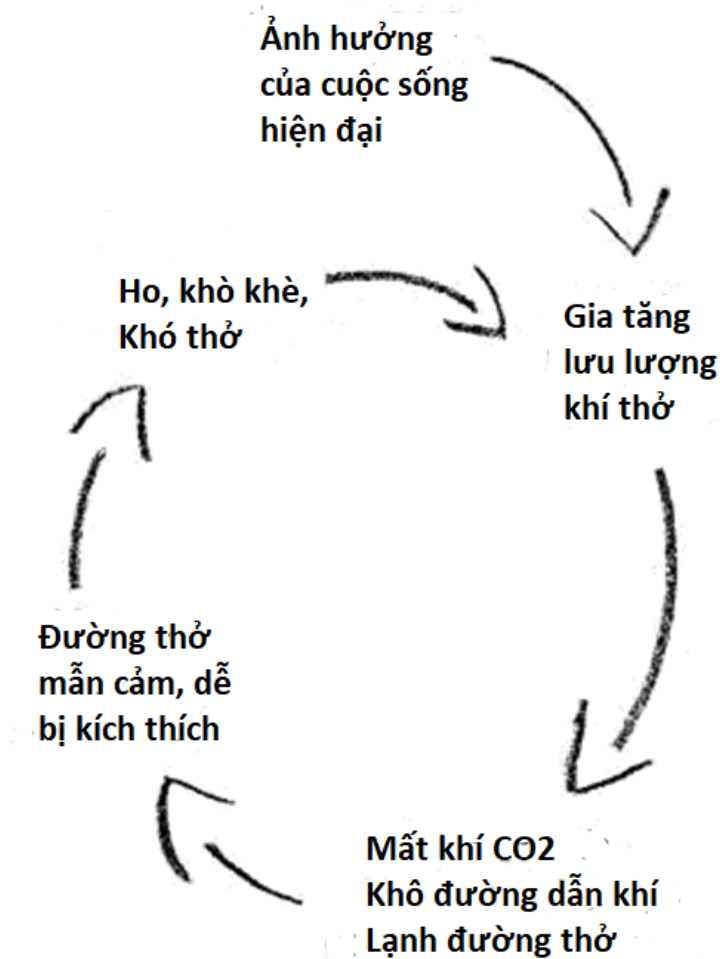 Ảnh hưởng
của cuộc sống
hiện đại
Ho, khò khè,
Khó thở
Gia tăng
lưu lượng
khí thở
Đường thở
mẫn cảm, dễ
bị kích thích
Mất khí CO2
Khô đường dẫn khí
Lạnh đường thở